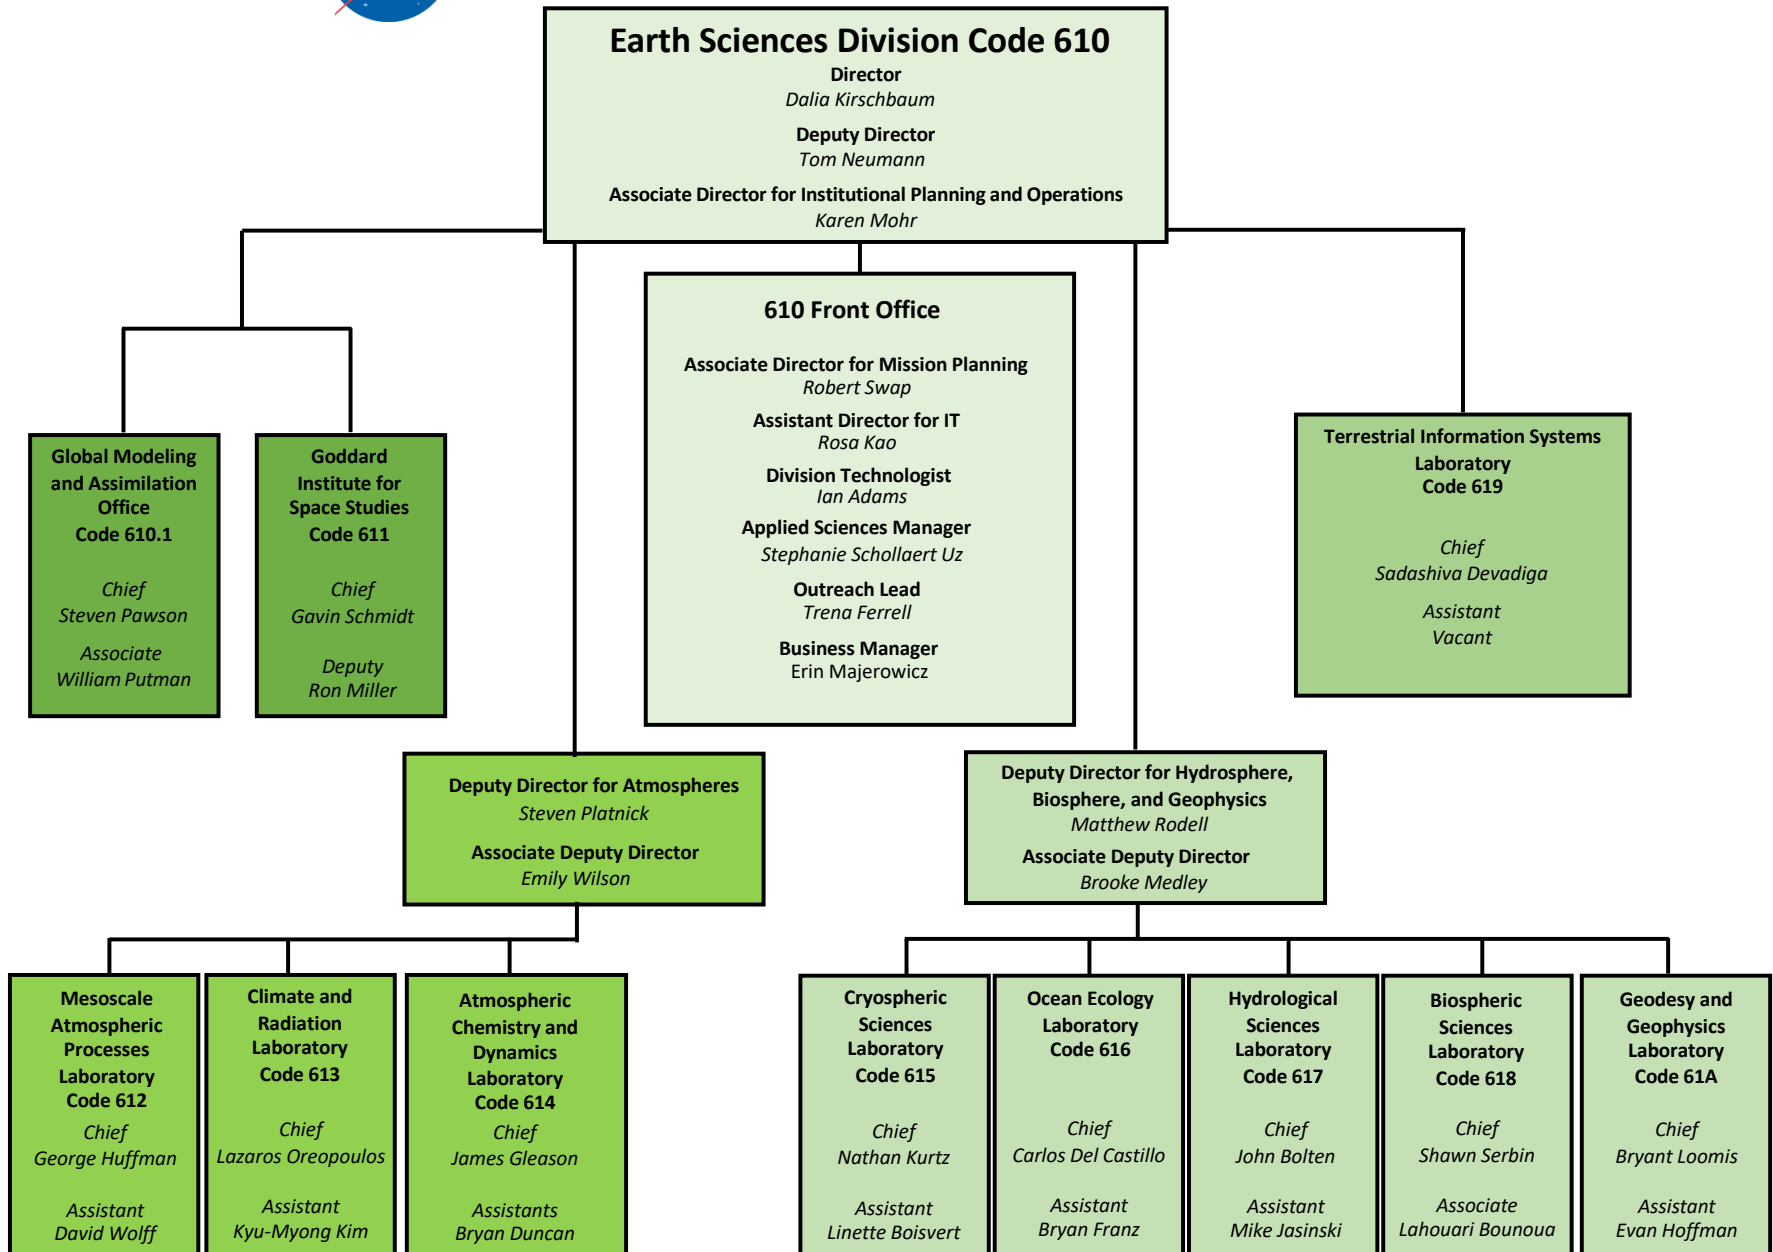 Earth Sciences Division Code 610
Director
Dalia Kirschbaum
Deputy Director
Tom Neumann
Associate Director for Institutional Planning and Operations
Karen Mohr
610 Front Office
Associate Director for Mission Planning
Robert Swap
Assistant Director for IT
Rosa Kao
Division Technologist
Ian Adams
Applied Sciences Manager
Stephanie Schollaert Uz
Outreach Lead
Trena Ferrell
Business Manager
Erin Majerowicz
Global Modeling
and Assimilation
Office
Code 610.1
Chief
Steven Pawson
Associate
William Putman
Goddard
Institute for
Space Studies
Code 611
Chief
Gavin Schmidt
Deputy
Ron Miller
Terrestrial Information Systems
Laboratory
Code 619
Chief
Sadashiva Devadiga
Assistant
Vacant
Deputy Director for Atmospheres
Steven Platnick
Associate Deputy Director
Emily Wilson
Deputy Director for Hydrosphere,
Biosphere, and Geophysics
Matthew Rodell
Associate Deputy Director
Brooke Medley
Mesoscale
Atmospheric
Processes
Laboratory
Code 612
Chief
George Huffman
Assistant
David Wolff
Climate and
Radiation
Laboratory
Code 613
Chief
Lazaros Oreopoulos
Assistant
Kyu-Myong Kim
Atmospheric
Chemistry and
Dynamics
Laboratory
Code 614
Chief
James Gleason
Assistants
Bryan Duncan
Cryospheric
Sciences
Laboratory
Code 615
Chief
Nathan Kurtz
Assistant
Linette Boisvert
Ocean Ecology
Laboratory
Code 616
Chief
Carlos Del Castillo
Assistant
Bryan Franz
Hydrological
Sciences
Laboratory
Code 617
Chief
John Bolten
Assistant
Mike Jasinski
Biospheric
Sciences
Laboratory
Code 618
Chief
Shawn Serbin
Associate
Lahouari Bounoua
Geodesy and
Geophysics
Laboratory
Code 61A
Chief
Bryant Loomis
Assistant
Evan Hoffman